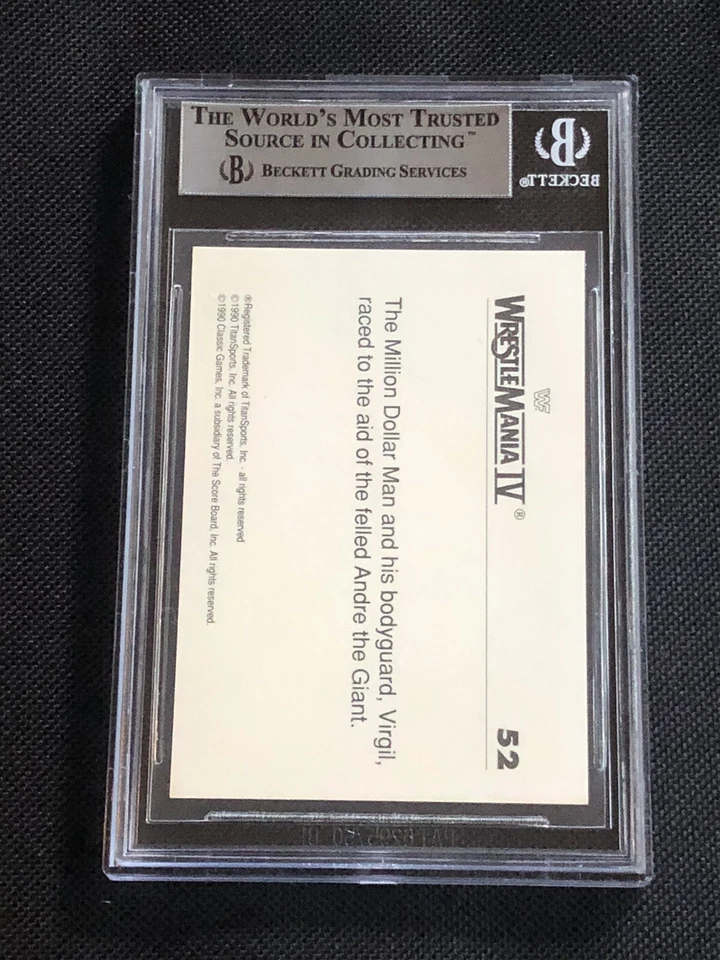 THE WORLD'S MOST TRUSTED
SOURCE IN COLLECTING™
B BECKETT GRADING SERVICES
B
BECKETT®
WF
WRESTLEMANIA IV®
52
The Million Dollar Man and his bodyguard, Virgil,
raced to the aid of the felled Andre the Giant.
®Registered Trademark of TitanSports, Inc. - all rights reserved
©1990 TitanSports, Inc. All rights reserved.
©1990 Classic Games, Inc. a subsidiary of The Score Board, Inc. All rights reserved.